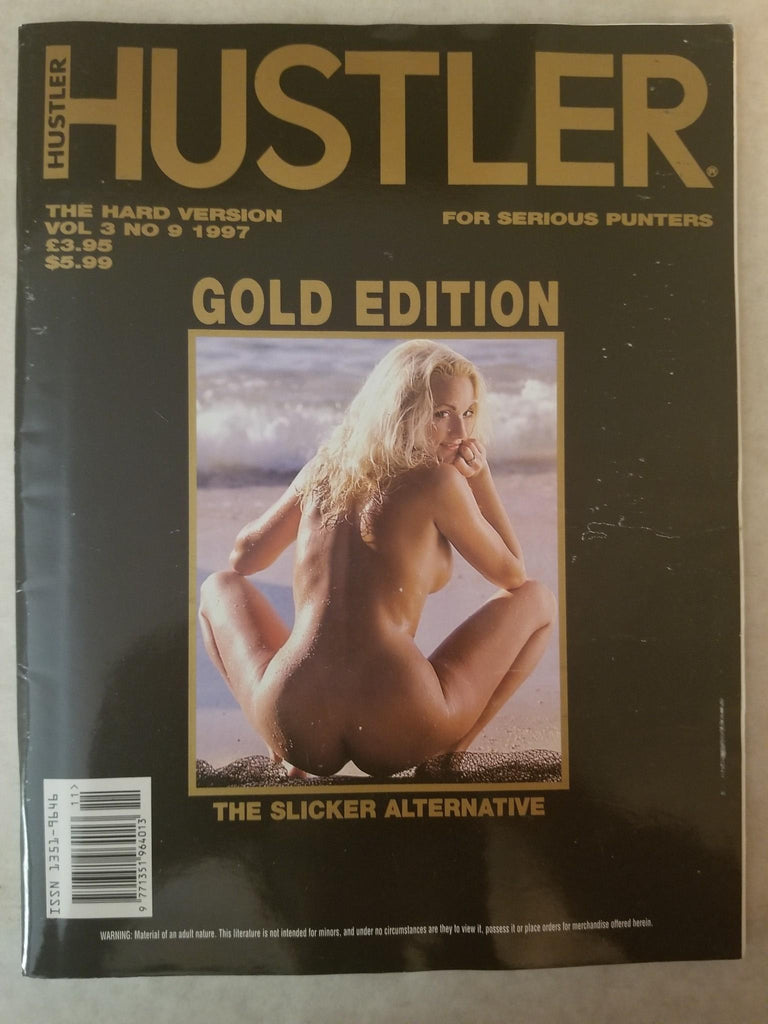 HUSTLER
HUSTLER®
THE HARD VERSION
VOL 3 NO 9 1997
£3.95
$5.99
FOR SERIOUS PUNTERS
GOLD EDITION
THE SLICKER ALTERNATIVE
ISSN 1351-9646
11>
9 771351 964013
WARNING: Material of an adult nature. This literature is not intended for minors, and under no circumstances are they to view it, possess it or place orders for merchandise offered herein.